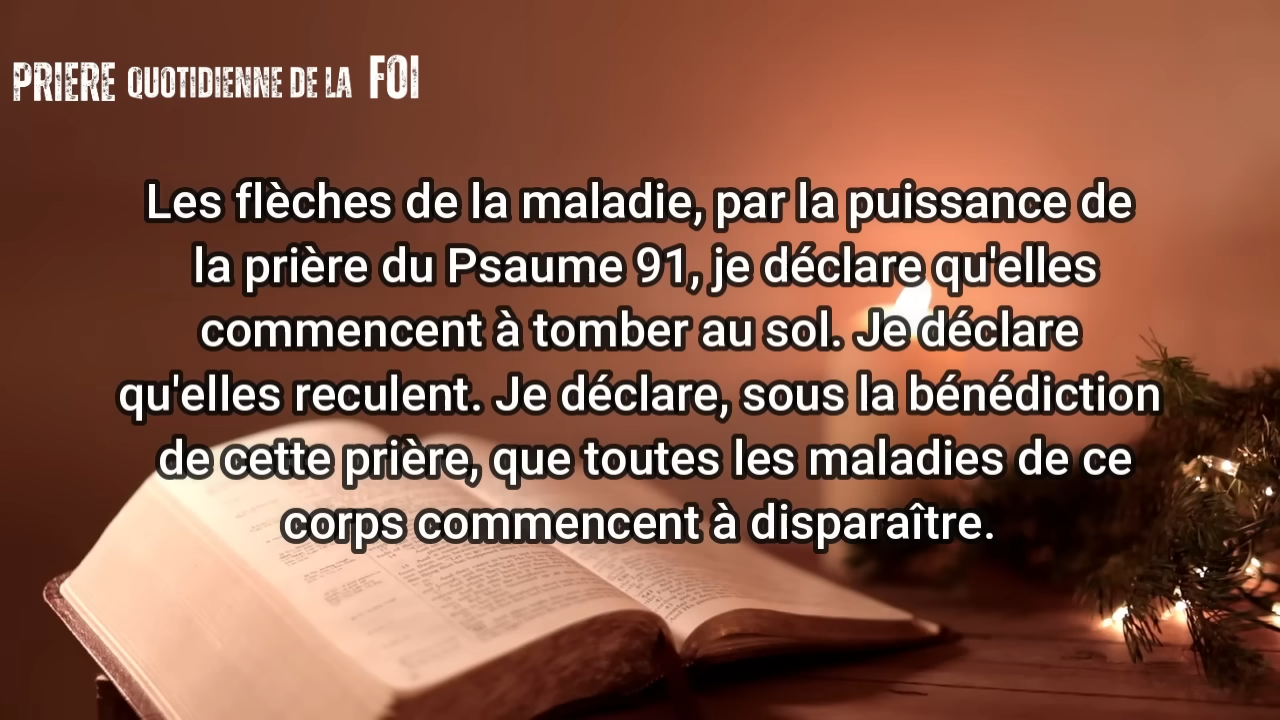 PRIERE QUOTIDIENNE DE LA FOI
Les flèches de la maladie, par la puissance de
la prière du Psaume 91, je déclare qu'elles
commencent à tomber au sol. Je déclare
qu'elles reculent. Je déclare, sous la bénédiction
de cette prière, que toutes les maladies de ce
corps commencent à disparaître.